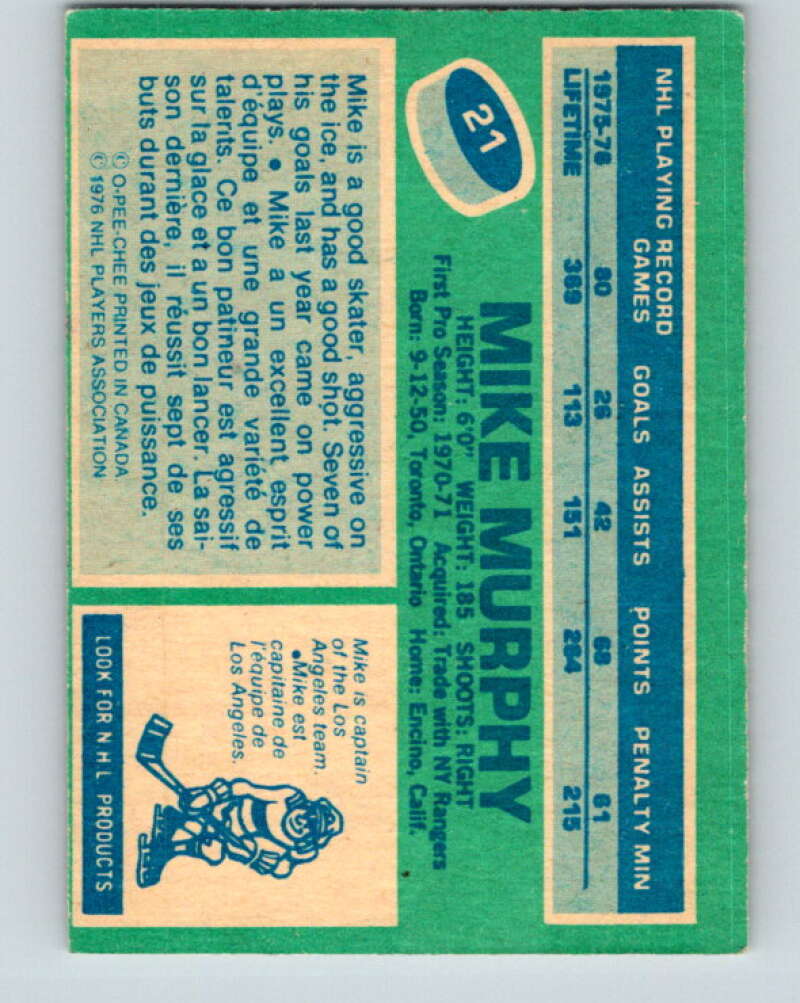 NHL PLAYING RECORD
GAMES GOALS ASSISTS POINTS PENALTY MIN
1975-76 80 26 42 68 61
LIFETIME 369 113 151 264 215
21
MIKE MURPHY
HEIGHT: 6'0" WEIGHT: 185 SHOOTS: RIGHT
First Pro Season: 1970-71 Acquired: Trade with NY Rangers
Born: 9-12-50, Toronto, Ontario Home: Encino, Calif.
Mike is a good skater, aggressive on
the ice, and has a good shot. Seven of
his goals last year came on power
plays. • Mike a un excellent esprit
d'équipe et une grande variété de
talents. Ce bon patineur est agressif
sur la glace et a un bon lancer. La sai-
son dernière, il réussit sept de ses
buts durant des jeux de puissance.
© O-PEE-CHEE PRINTED IN CANADA
© 1976 NHL PLAYERS ASSOCIATION
Mike is captain
of the Los
Angeles team.
•Mike est
capitaine de
l'équipe de
Los Angeles.
LOOK FOR NHL PRODUCTS